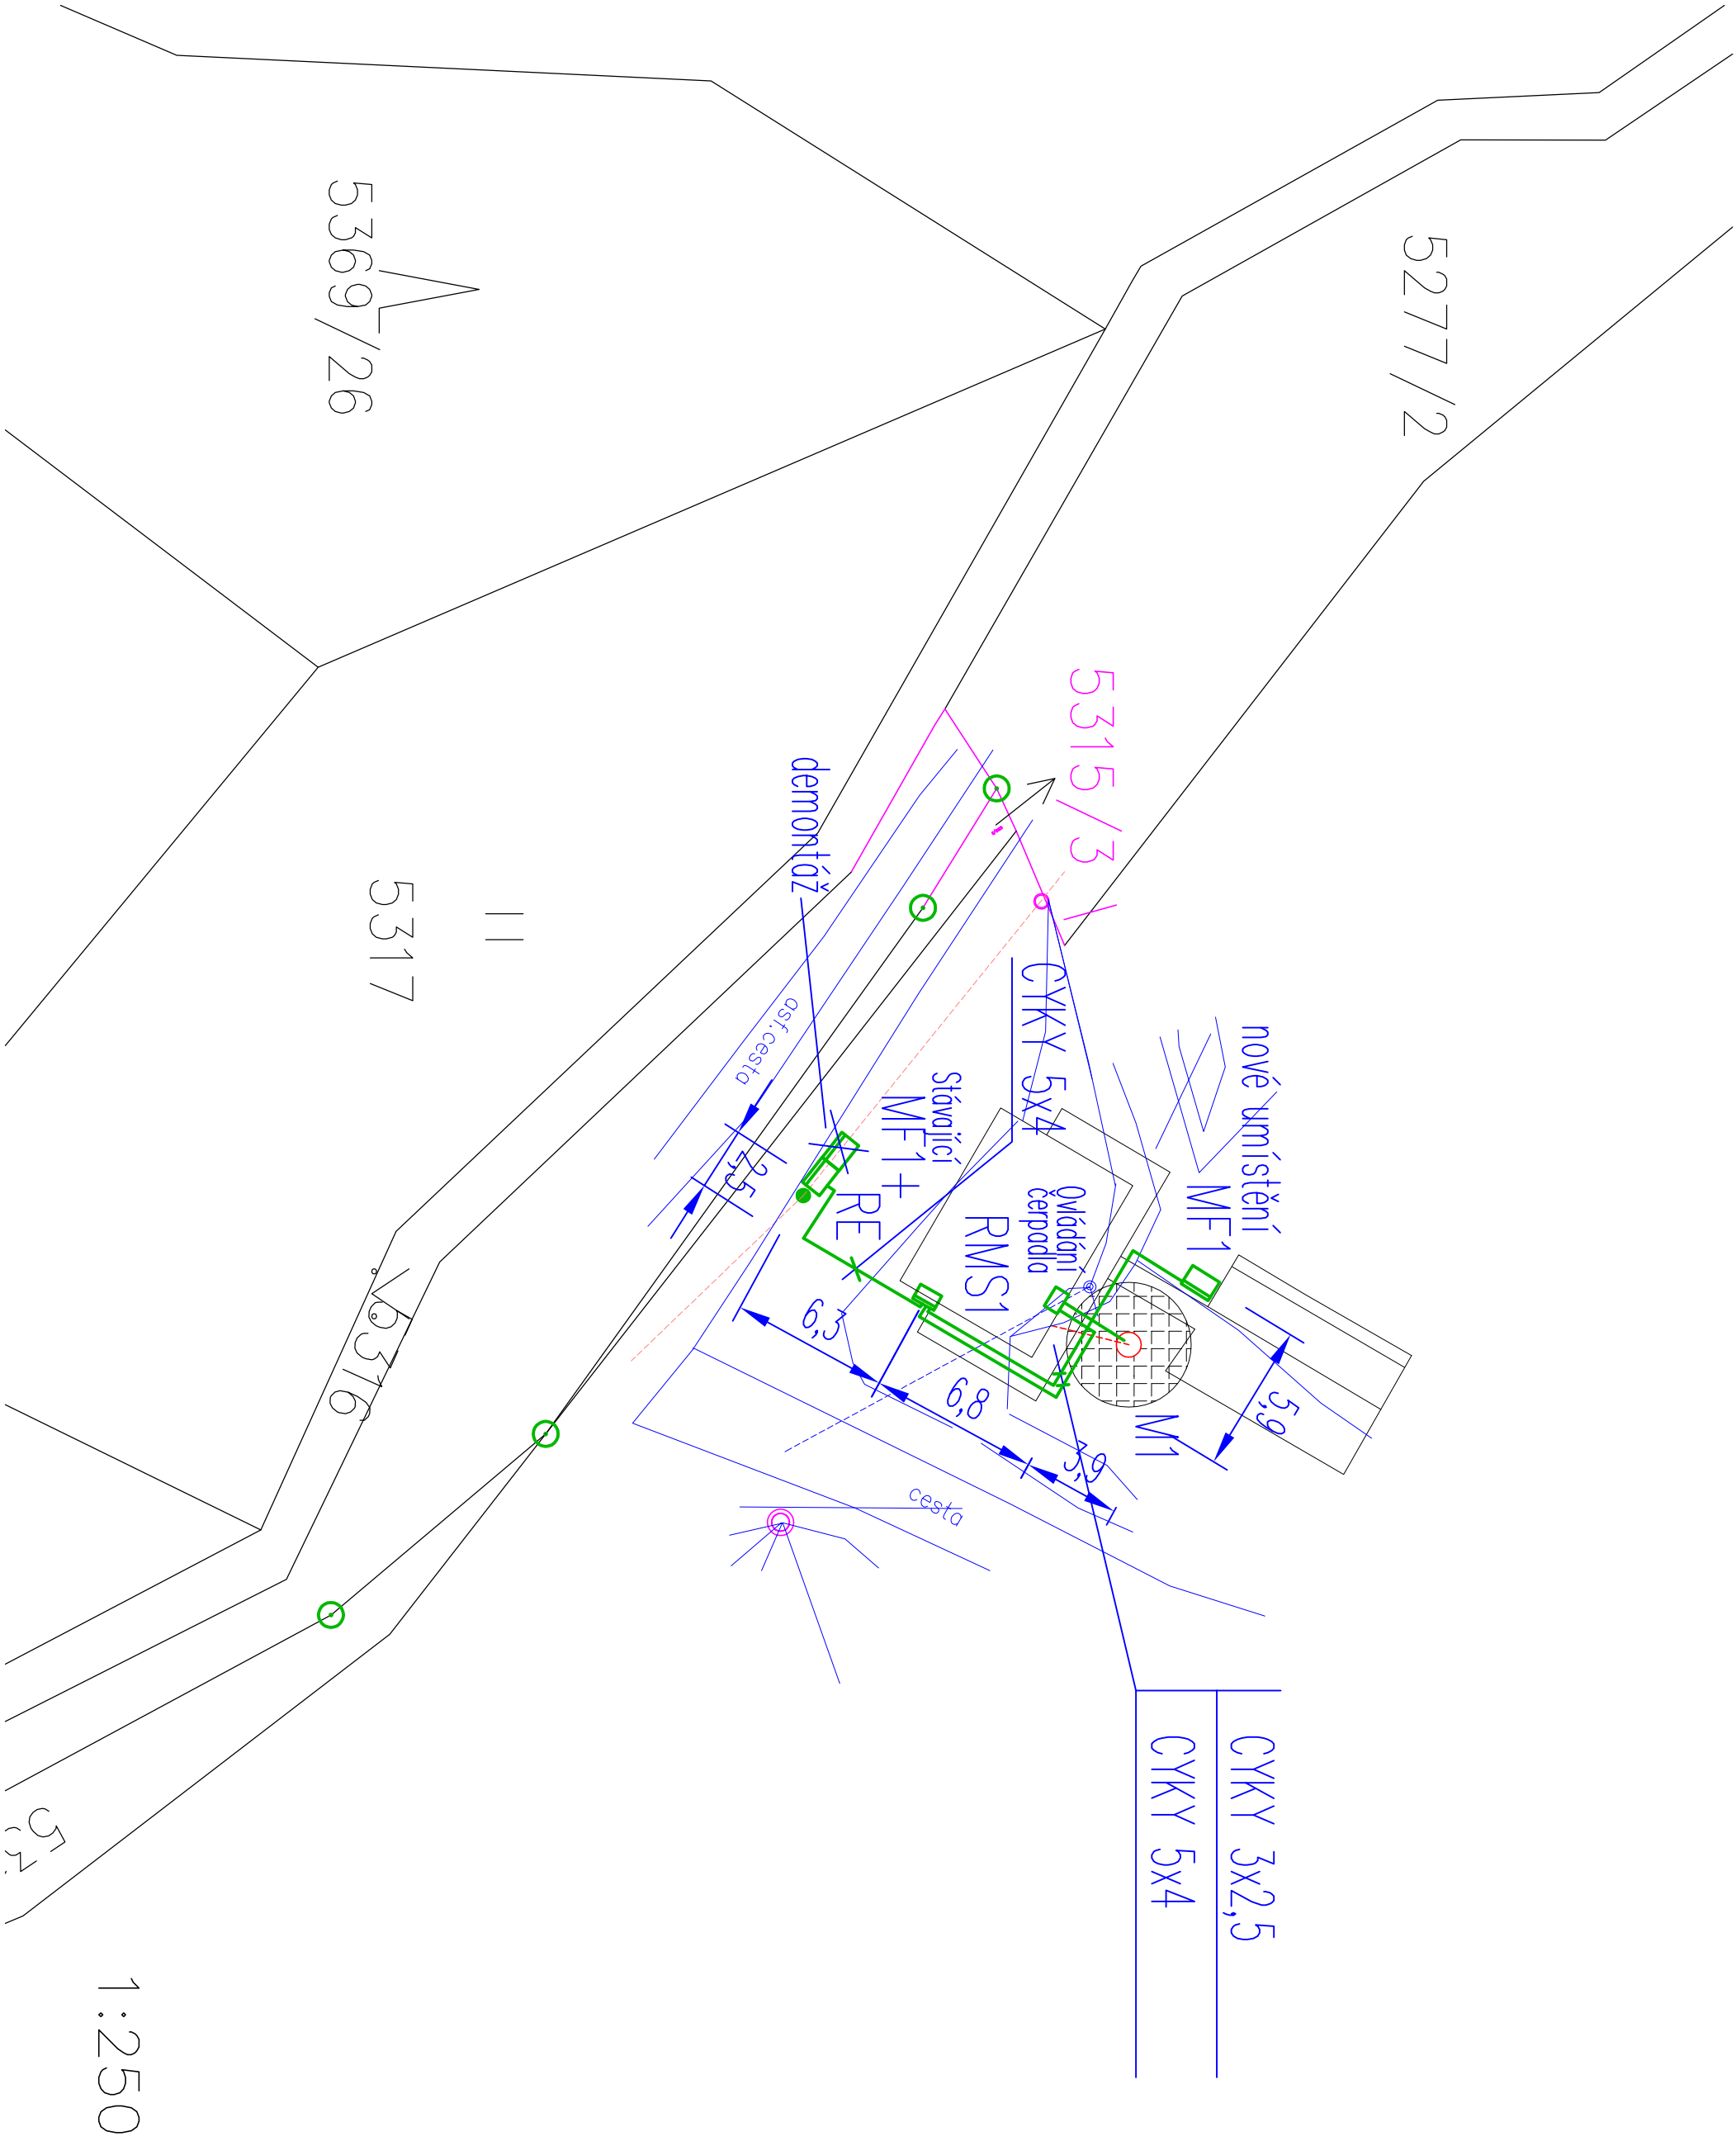 5277/2
5369/26
5315/3
demontáž
5317
CYKY 5x4
nové umístění
MF1
asf.cesta
Stávající
MF1+
RE
Ovládání
čerpadla
RMS1
2,5
6,3
6,8
3,9
5,9
M1
5316
cesta
CYKY 3x2,5
CYKY 5x4
1:250